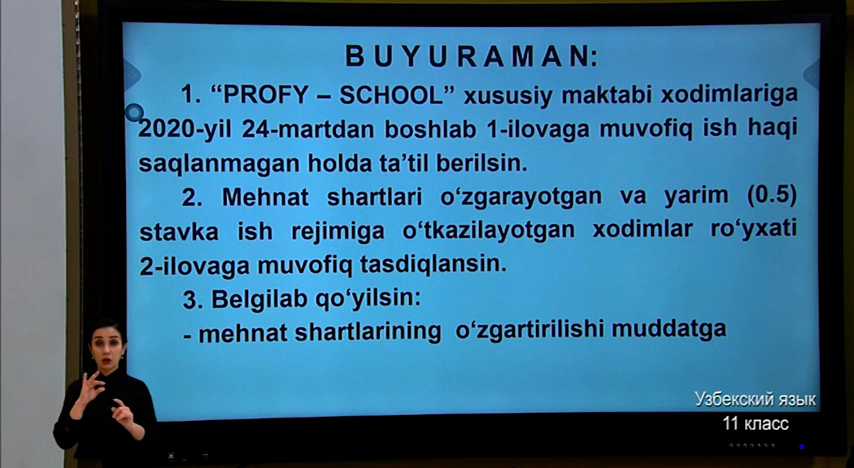 BUYURAMAN:
1. “PROFY – SCHOOL” xususiy maktabi xodimlariga
2020-yil 24-martdan boshlab 1-ilovaga muvofiq ish haqi
saqlanmagan holda ta’til berilsin.
2. Mehnat shartlari o‘zgarayotgan va yarim (0.5)
stavka ish rejimiga o‘tkazilayotgan xodimlar ro‘yxati
2-ilovaga muvofiq tasdiqlansin.
3. Belgilab qo‘yilsin:
- mehnat shartlarining o‘zgartirilishi muddatga
Узбекский язык
11 класс